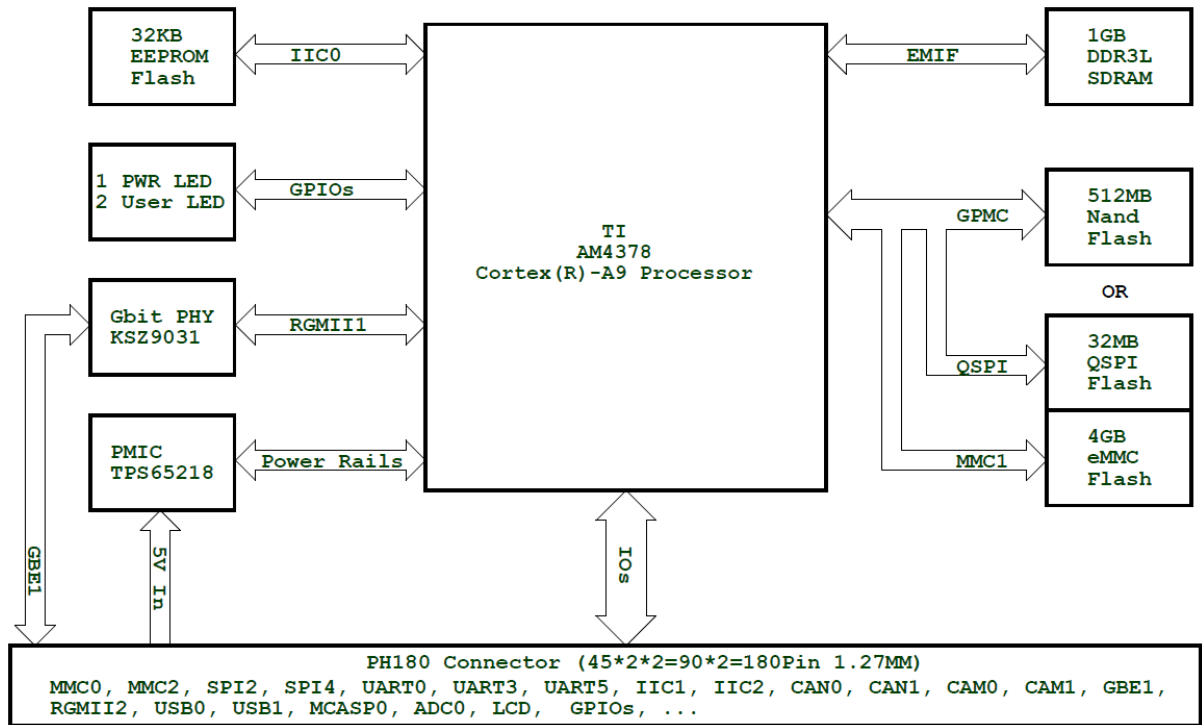 32KB
EEPROM
Flash
IIC0
EMIF
1GB
DDR3L
SDRAM
1 PWR LED
2 User LED
GPIOs
TI
AM4378
Cortex(R)-A9 Processor
GPMC
512MB
Nand
Flash
OR
Gbit PHY
KSZ9031
RGMII1
QSPI
32MB
QSPI
Flash
PMIC
TPS65218
Power Rails
MMC1
4GB
eMMC
Flash
GBE1
5V In
IOs
PH180 Connector (45*2*2=90*2=180Pin 1.27MM)
MMC0, MMC2, SPI2, SPI4, UART0, UART3, UART5, IIC1, IIC2, CAN0, CAN1, CAM0, CAM1, GBE1,
RGMII2, USB0, USB1, MCASP0, ADC0, LCD, GPIOs, ...